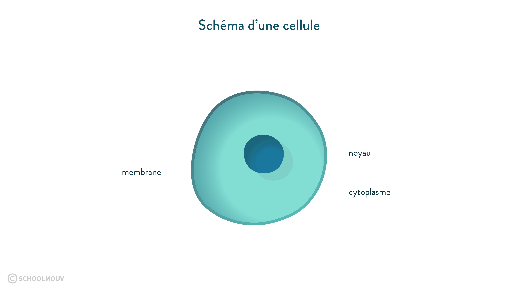 Schéma d'une cellule
noyau
membrane
cytoplasme
© SCHOOLMOUV